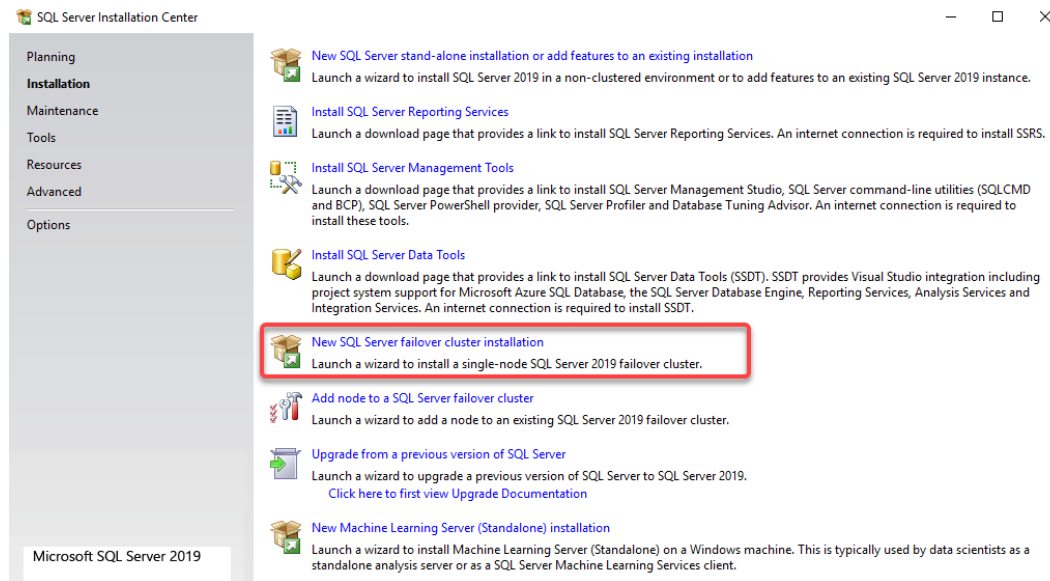 SQL Server Installation Center
Planning
Installation
Maintenance
Tools
Resources
Advanced
Options
Microsoft SQL Server 2019
New SQL Server stand-alone installation or add features to an existing installation
Launch a wizard to install SQL Server 2019 in a non-clustered environment or to add features to an existing SQL Server 2019 instance.
Install SQL Server Reporting Services
Launch a download page that provides a link to install SQL Server Reporting Services. An internet connection is required to install SSRS.
Install SQL Server Management Tools
Launch a download page that provides a link to install SQL Server Management Studio, SQL Server command-line utilities (SQLCMD
and BCP), SQL Server PowerShell provider, SQL Server Profiler and Database Tuning Advisor. An internet connection is required to
install these tools.
Install SQL Server Data Tools
Launch a download page that provides a link to install SQL Server Data Tools (SSDT). SSDT provides Visual Studio integration including
project system support for Microsoft Azure SQL Database, the SQL Server Database Engine, Reporting Services, Analysis Services and
Integration Services. An internet connection is required to install SSDT.
New SQL Server failover cluster installation
Launch a wizard to install a single-node SQL Server 2019 failover cluster.
Add node to a SQL Server failover cluster
Launch a wizard to add a node to an existing SQL Server 2019 failover cluster.
Upgrade from a previous version of SQL Server
Launch a wizard to upgrade a previous version of SQL Server to SQL Server 2019.
Click here to first view Upgrade Documentation
New Machine Learning Server (Standalone) installation
Launch a wizard to install Machine Learning Server (Standalone) on a Windows machine. This is typically used by data scientists as a
standalone analysis server or as a SQL Server Machine Learning Services client.